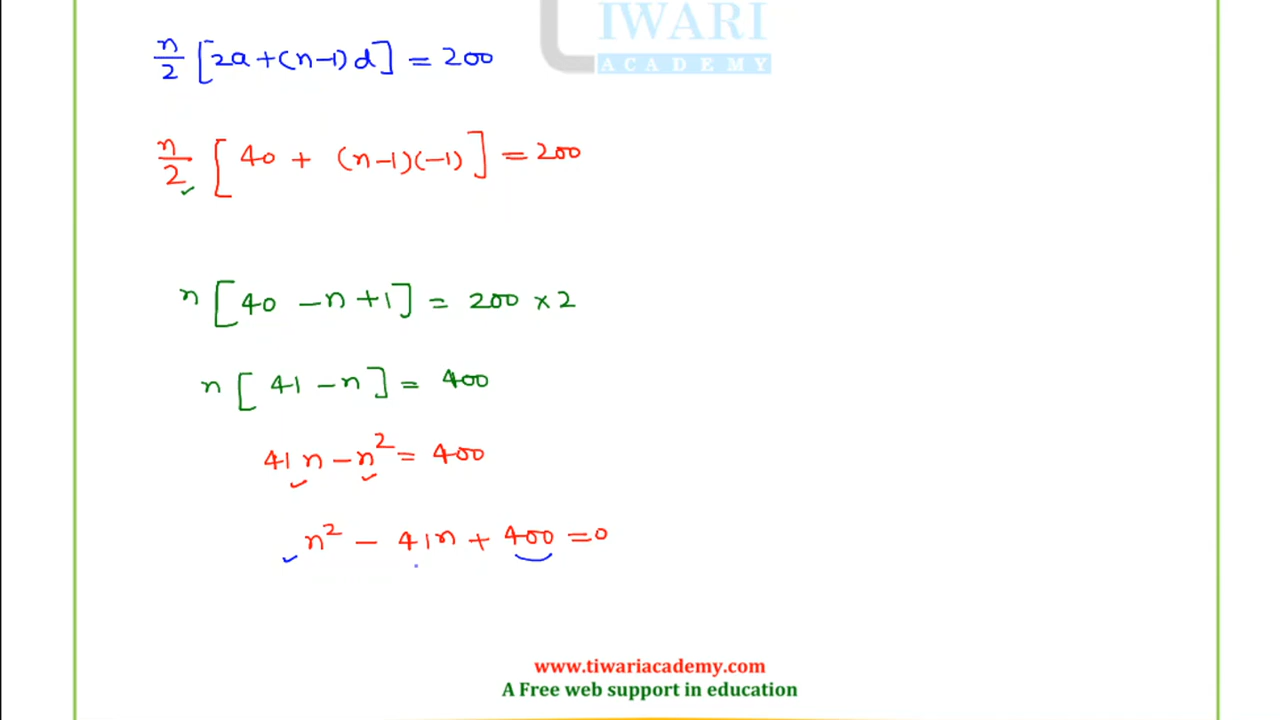 IWARI
ACADEMY
n/2 [2a+(n-1)d] = 200
n/2 [40 + (n-1)(-1)] = 200
n [40 -n +1] = 200 × 2
n [41 -n] = 400
41n - n² = 400
n² - 41n + 400 = 0
www.tiwariacademy.com
A Free web support in education